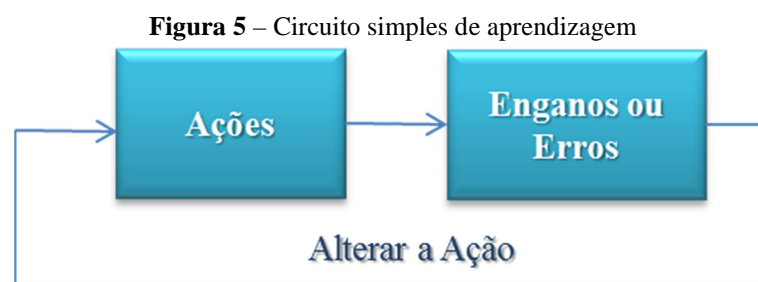 Figura 5 – Circuito simples de aprendizagem
Ações
Enganos ou
Erros
Alterar a Ação